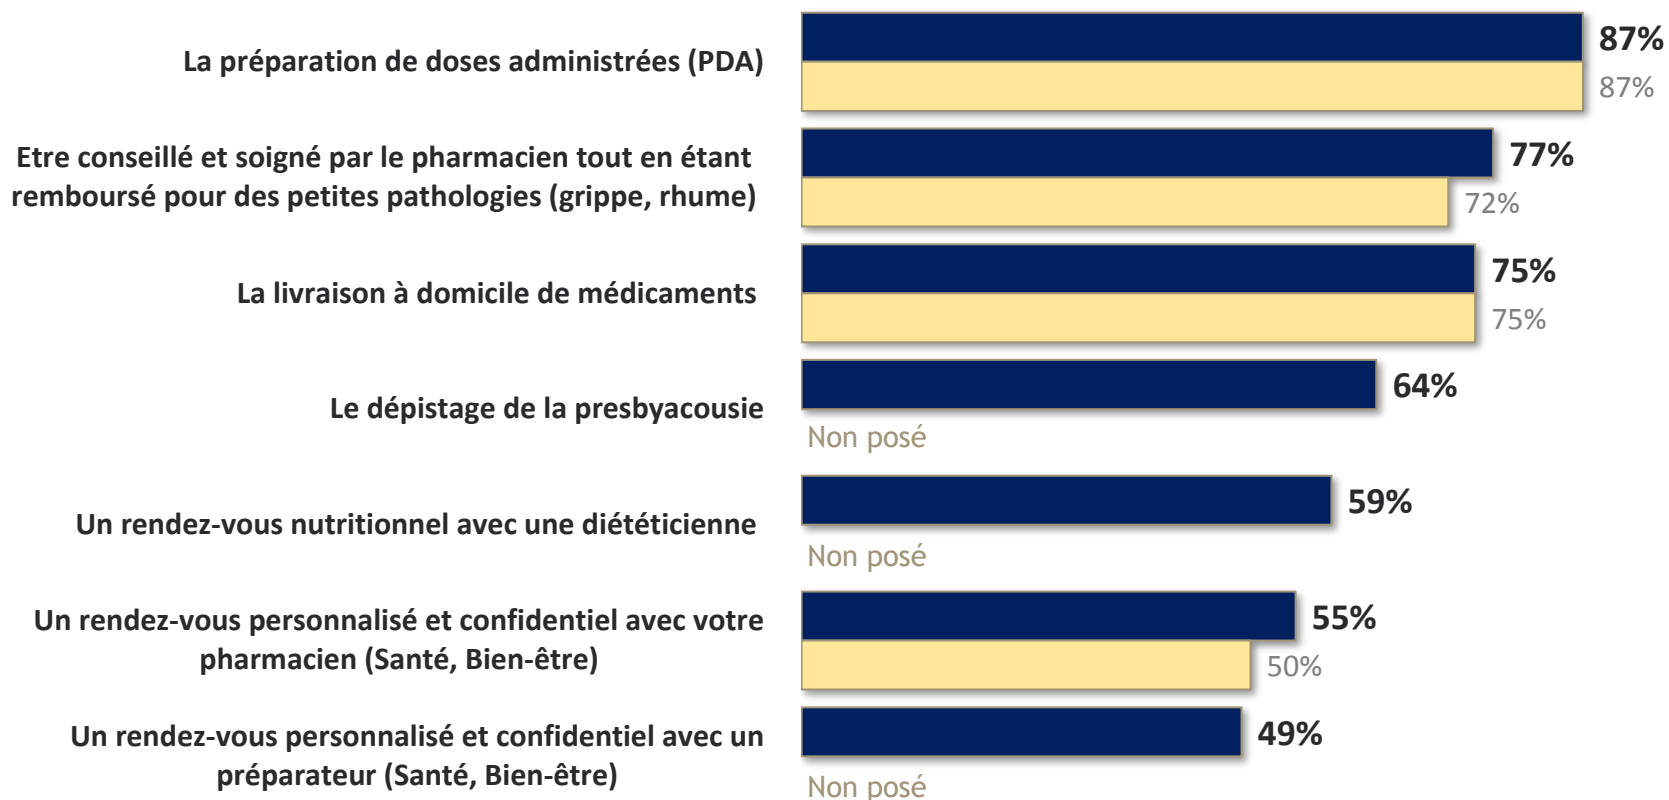 La préparation de doses administrées (PDA)
87%
87%
Etre conseillé et soigné par le pharmacien tout en étant
remboursé pour des petites pathologies (grippe, rhume)
77%
72%
La livraison à domicile de médicaments
75%
75%
Le dépistage de la presbyacousie
64%
Non posé
Un rendez-vous nutritionnel avec une diététicienne
59%
Non posé
Un rendez-vous personnalisé et confidentiel avec votre
pharmacien (Santé, Bien-être)
55%
50%
Un rendez-vous personnalisé et confidentiel avec un
préparateur (Santé, Bien-être)
49%
Non posé